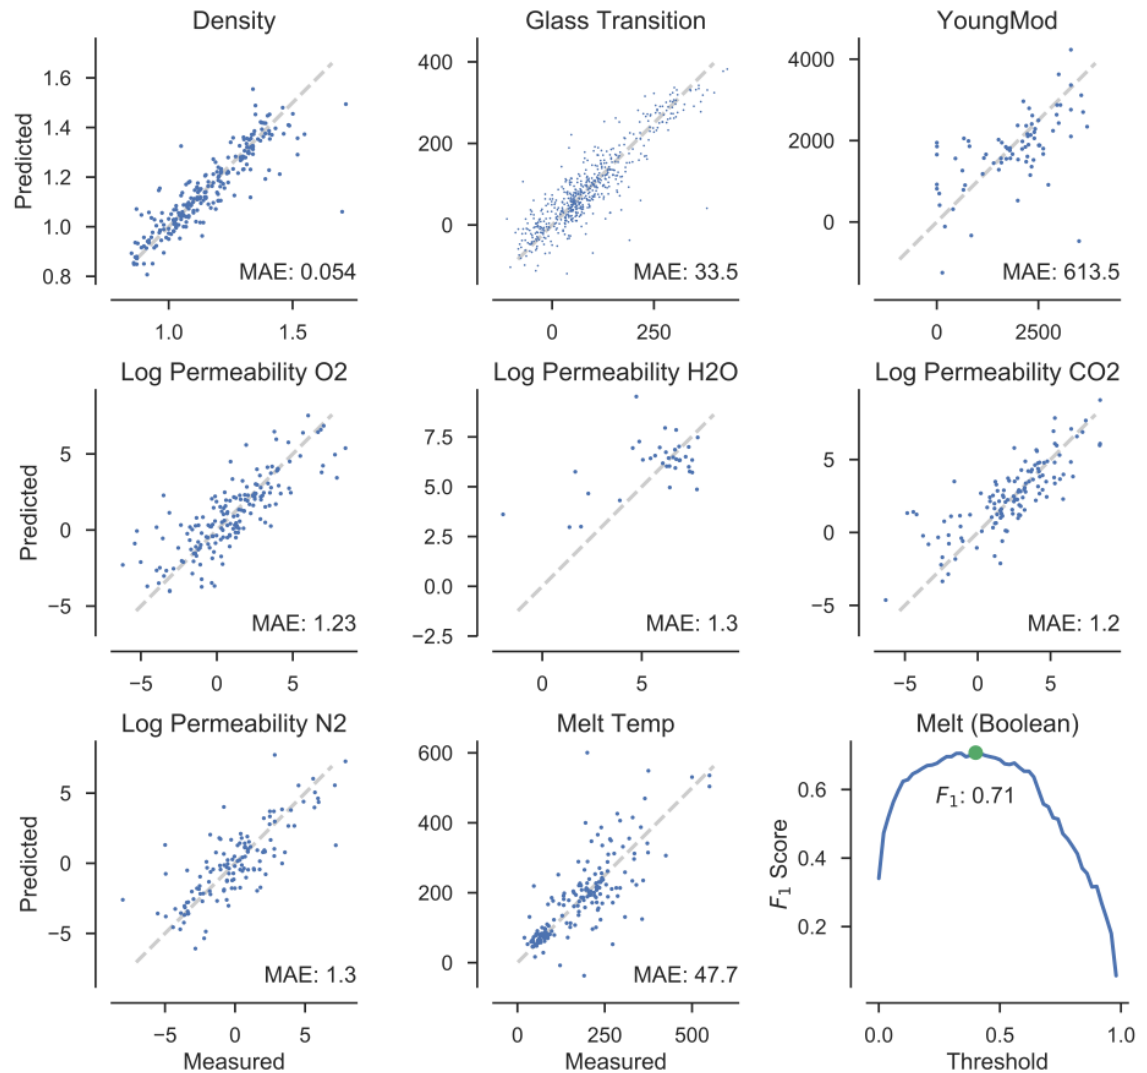 Density
Glass Transition
YoungMod
Predicted
1.6
1.4
1.2
1.0
0.8
MAE: 0.054
1.0
1.5
400
200
0
MAE: 33.5
0
250
4000
2000
0
MAE: 613.5
0
2500
Log Permeability O2
Log Permeability H2O
Log Permeability CO2
Predicted
5
0
−5
MAE: 1.23
−5
0
5
7.5
5.0
2.5
0.0
−2.5
MAE: 1.3
0
5
5
0
−5
MAE: 1.2
−5
0
5
Log Permeability N2
Melt Temp
Melt (Boolean)
Predicted
5
0
−5
MAE: 1.3
−5
0
5
Measured
600
400
200
0
MAE: 47.7
0
250
500
Measured
F1 Score
0.6
0.4
0.2
F1: 0.71
0.0
0.5
1.0
Threshold